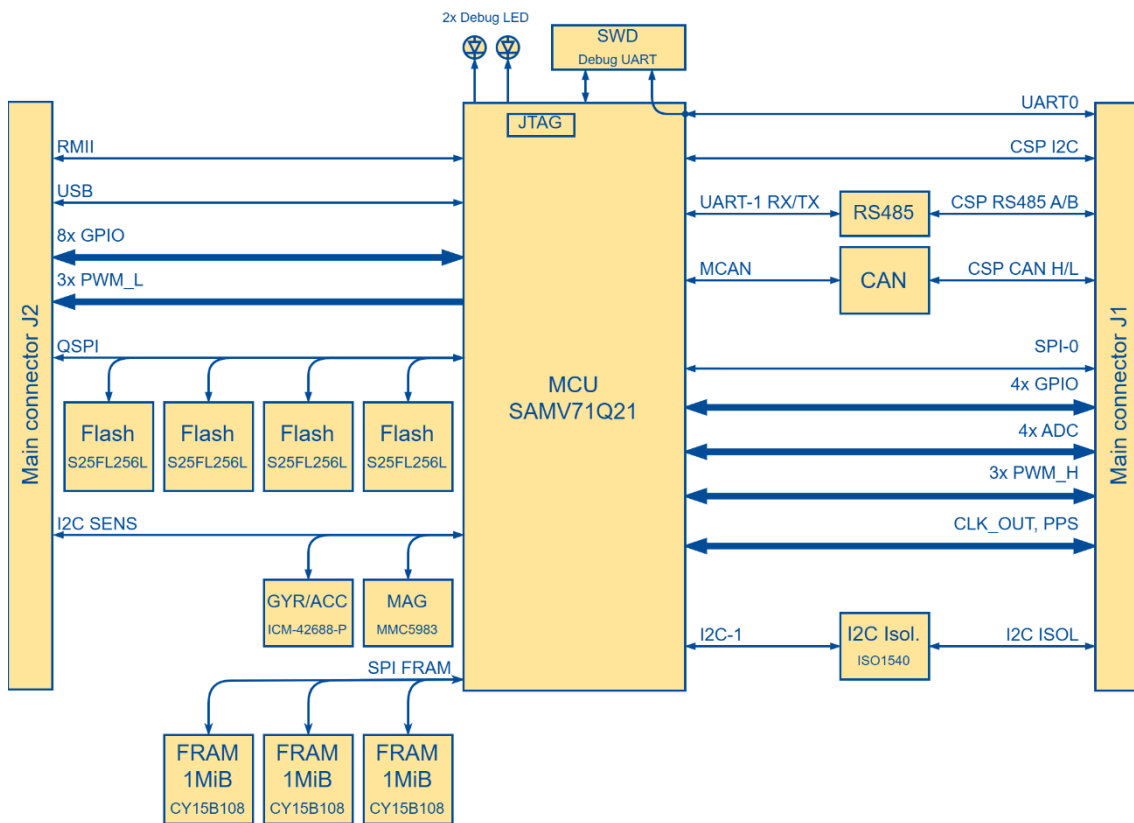 2x Debug LED
SWD
Debug UART
JTAG
UART0
RMII
CSP I2C
USB
UART-1 RX/TX
RS485
CSP RS485 A/B
8x GPIO
3x PWM_L
MCAN
CAN
CSP CAN H/L
Main connector J2
MCU
SAMV71Q21
Main connector J1
QSPI
SPI-0
4x GPIO
Flash
S25FL256L
Flash
S25FL256L
Flash
S25FL256L
Flash
S25FL256L
4x ADC
3x PWM_H
I2C SENS
CLK_OUT, PPS
GYR/ACC
ICM-42688-P
MAG
MMC5983
I2C-1
I2C Isol.
ISO1540
I2C ISOL
SPI FRAM
FRAM
1MiB
CY15B108
FRAM
1MiB
CY15B108
FRAM
1MiB
CY15B108